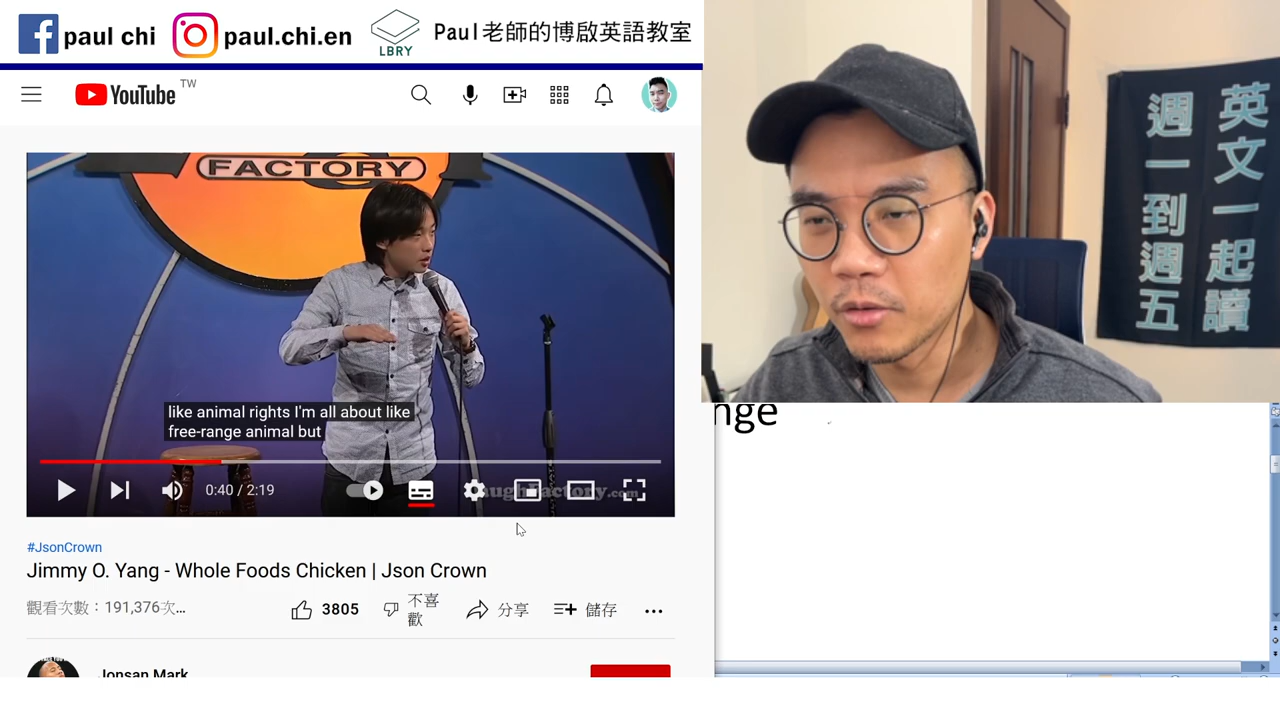 paul chi
paul.chi.en
LBRY
Paul老師的博啟英語教室
YouTube
TW
FACTORY
like animal rights I'm all about like
free-range animal but
0:40 / 2:19
#JsonCrown
Jimmy O. Yang - Whole Foods Chicken | Json Crown
觀看次數：191,376次…
3805
不喜
歡
分享
儲存
Jonsan Mark
英文一起讀
週一到週五
nge